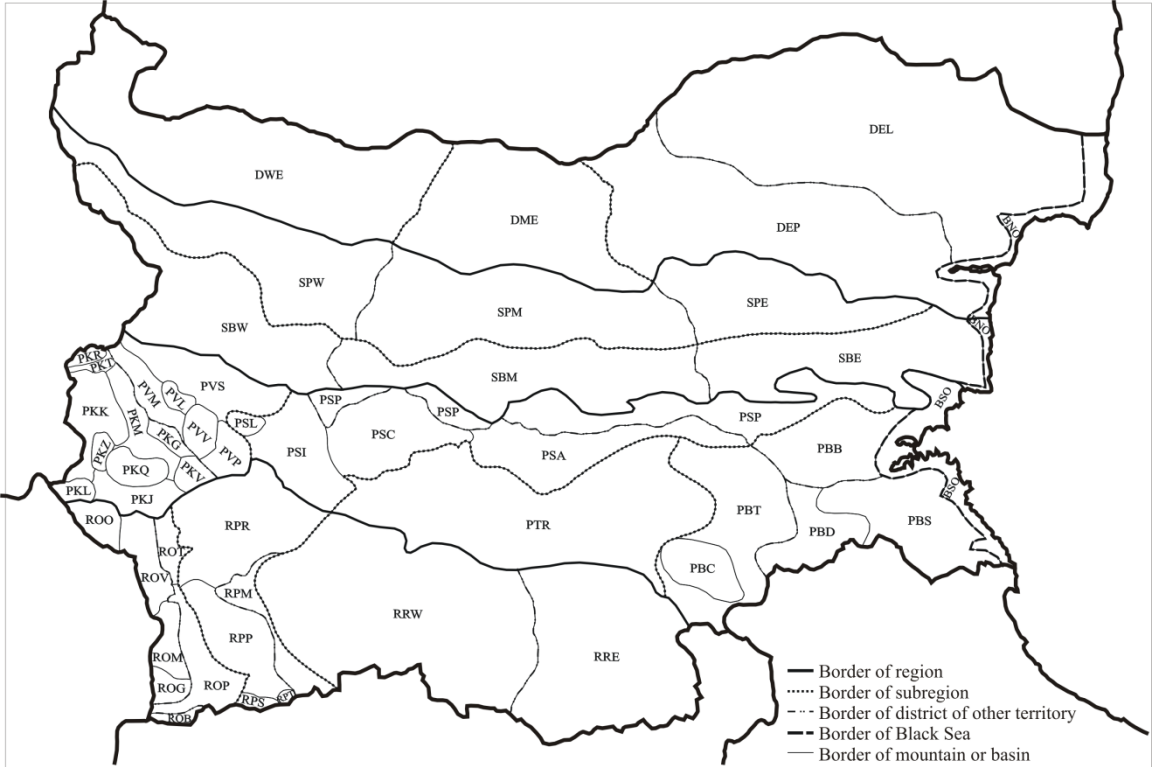 DEL
DWE
DME
DEP
BNO
SPW
SPM
SPE
BNO
SBW
SBM
SBE
PKR
PKT
PVS
PVM
PVL
PSP
PSP
PSP
BSO
PKK
PKM
PVV
PSL
PSC
PSI
PSA
PBB
PKZ
PKG
PVP
PKQ
PKV
PKL
PKJ
BSO
ROO
RPR
PTR
PBT
PBD
PBS
ROT
ROV
RPM
PBC
RRW
RPP
RRE
ROM
ROG
ROP
RPS
RPT
ROB
Border of region
Border of subregion
Border of district of other territory
Border of Black Sea
Border of mountain or basin